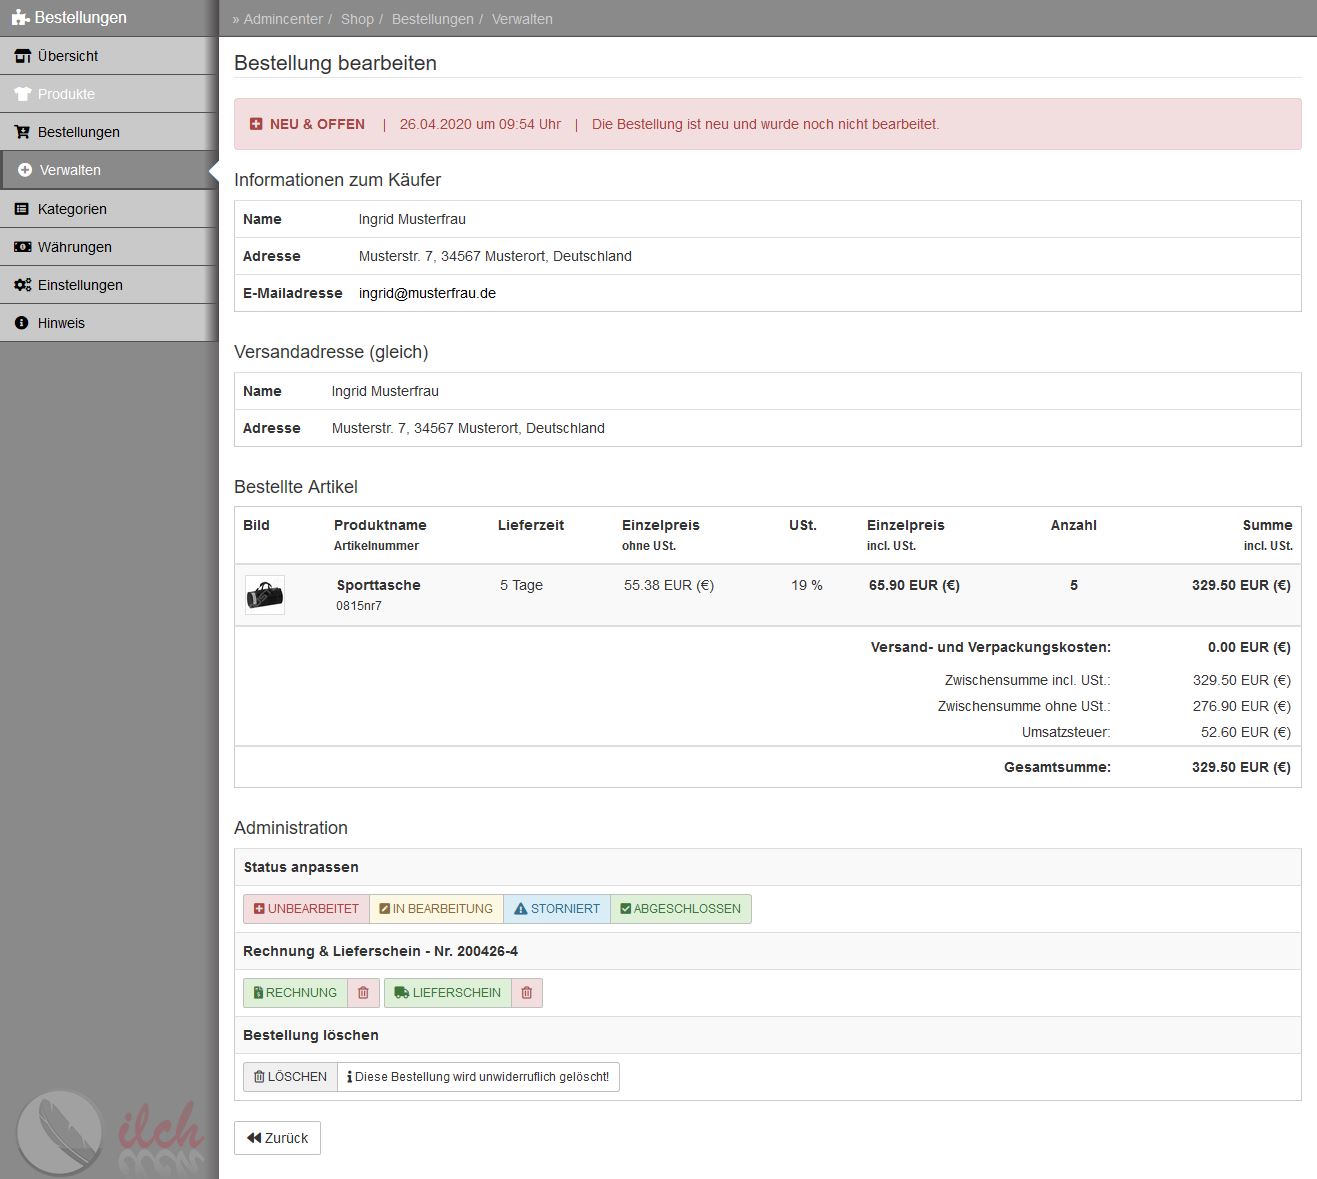 Bestellungen
» Admincenter / Shop / Bestellungen / Verwalten
Übersicht
Produkte
Bestellungen
Verwalten
Kategorien
Währungen
Einstellungen
Hinweis
Bestellung bearbeiten
NEU & OFFEN | 26.04.2020 um 09:54 Uhr | Die Bestellung ist neu und wurde noch nicht bearbeitet.
Informationen zum Käufer
Name Ingrid Musterfrau
Adresse Musterstr. 7, 34567 Musterort, Deutschland
E-Mailadresse ingrid@musterfrau.de
Versandadresse (gleich)
Name Ingrid Musterfrau
Adresse Musterstr. 7, 34567 Musterort, Deutschland
Bestellte Artikel
Bild Produktname Lieferzeit Einzelpreis USt. Einzelpreis Anzahl Summe
Artikelnummer ohne USt. incl. USt. incl. USt.
Sporttasche 5 Tage 55.38 EUR (€) 19 % 65.90 EUR (€) 5 329.50 EUR (€)
0815nr7
Versand- und Verpackungskosten: 0.00 EUR (€)
Zwischensumme incl. USt.: 329.50 EUR (€)
Zwischensumme ohne USt.: 276.90 EUR (€)
Umsatzsteuer: 52.60 EUR (€)
Gesamtsumme: 329.50 EUR (€)
Administration
Status anpassen
UNBEARBEITET IN BEARBEITUNG STORNIERT ABGESCHLOSSEN
Rechnung & Lieferschein - Nr. 200426-4
RECHNUNG LIEFERSCHEIN
Bestellung löschen
LÖSCHEN Diese Bestellung wird unwiderruflich gelöscht!
Zurück
ilch